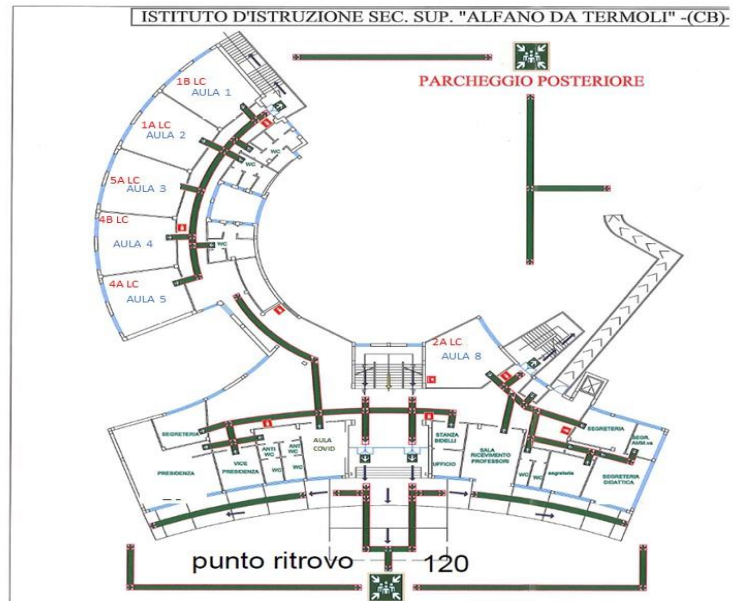 ISTITUTO D'ISTRUZIONE SEC. SUP. "ALFANO DA TERMOLI" -(CB)-
PARCHEGGIO POSTERIORE
1B LC
AULA 1
1A LC
AULA 2
WC
5A LC
AULA 3
4B LC
AULA 4
WC
4A LC
AULA 5
2A LC
AULA 8
SEGRETERIA
PRESIDENZA
VICE
PRESIDENZA
ANTI
WC
WC
ANTI
WC
WC
AULA
COVID
STANZA
BIDELLI
UFFICIO
SALA
RICEVIMENTO
PROFESSORI
WC
WC
segreteria
SEGRETERIA
SEGR.
AMM.va
SEGRETERIA
DIDATTICA
punto ritrovo 120